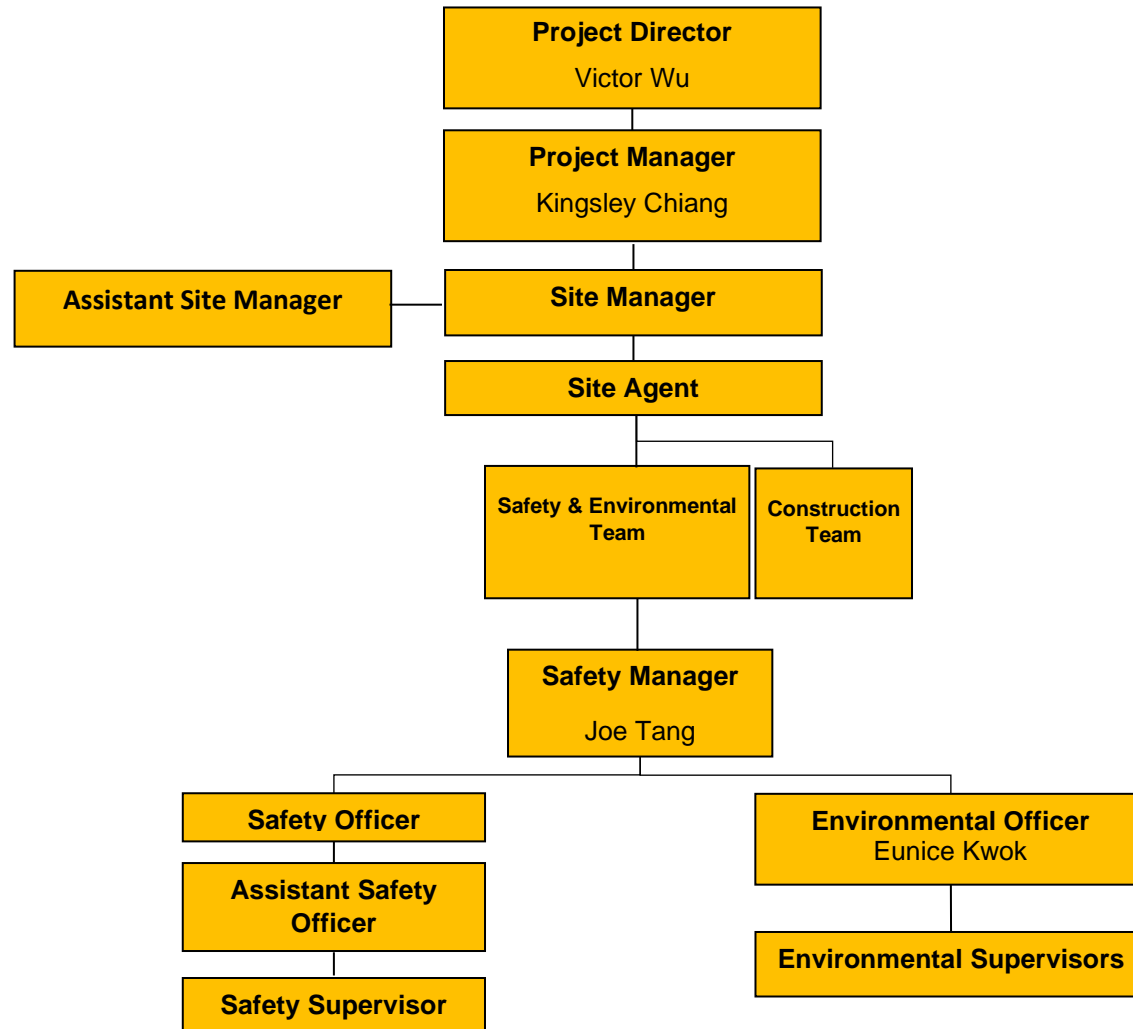 Project Director
Victor Wu
Project Manager
Kingsley Chiang
Assistant Site Manager
Site Manager
Site Agent
Safety & Environmental
Team
Construction
Team
Safety Manager
Joe Tang
Safety Officer
Environmental Officer
Eunice Kwok
Assistant Safety
Officer
Environmental Supervisors
Safety Supervisor